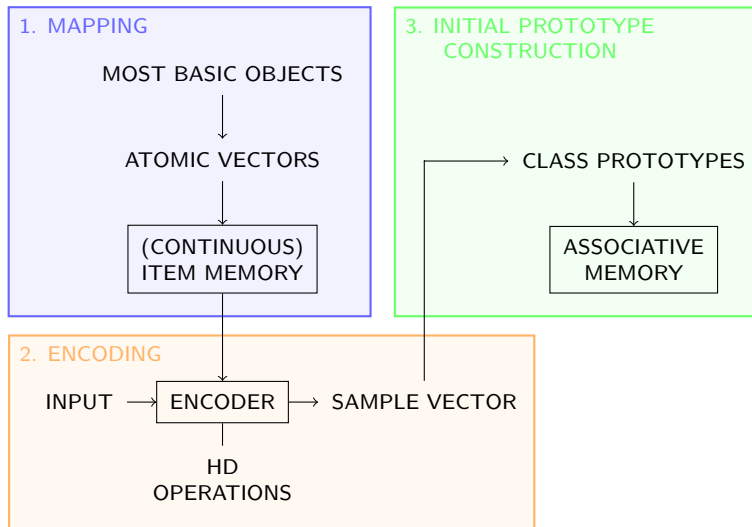 1. MAPPING
MOST BASIC OBJECTS
ATOMIC VECTORS
(CONTINUOUS)
ITEM MEMORY
2. ENCODING
INPUT
ENCODER
SAMPLE VECTOR
HD
OPERATIONS
3. INITIAL PROTOTYPE
CONSTRUCTION
CLASS PROTOTYPES
ASSOCIATIVE
MEMORY